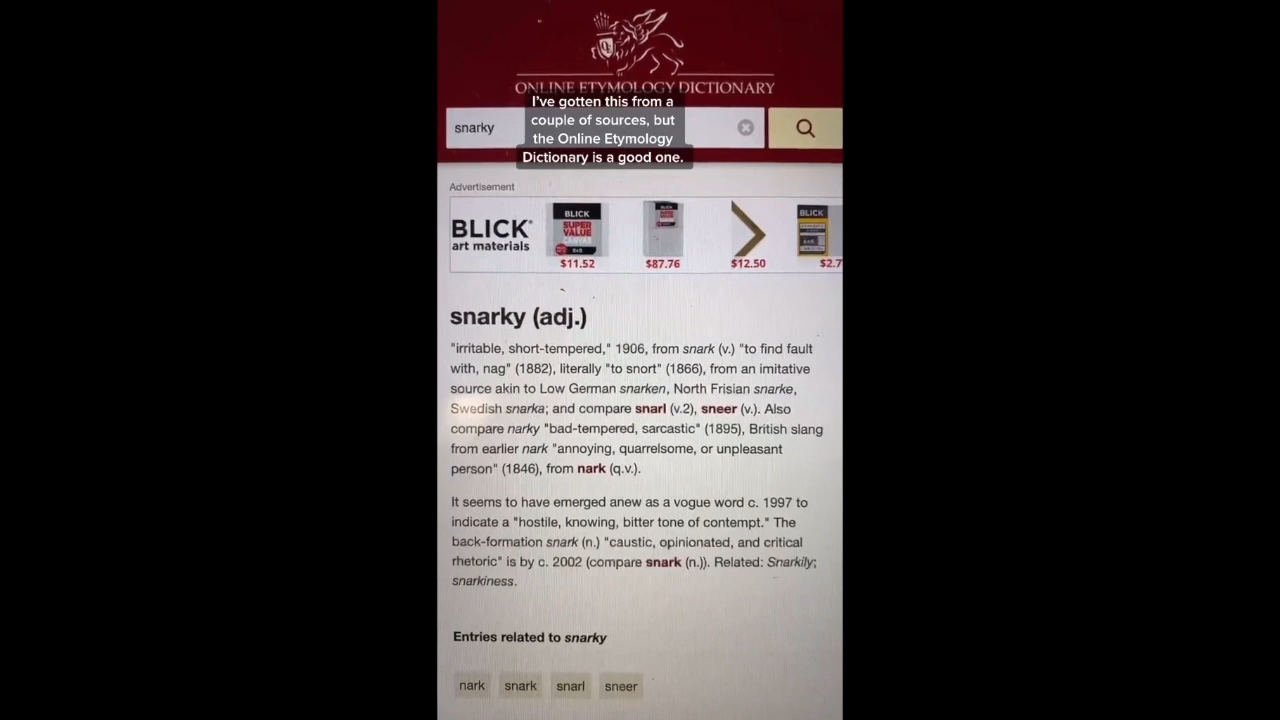 ONLINE ETYMOLOGY DICTIONARY
I've gotten this from a
couple of sources, but
the Online Etymology
Dictionary is a good one.
snarky
Advertisement
BLICK
art materials
BLICK
SUPER
VALUE
CANVAS
BLICK
$11.52
$87.76
$12.50
$2.7
snarky (adj.)
"irritable, short-tempered," 1906, from snark (v.) "to find fault
with, nag" (1882), literally "to snort" (1866), from an imitative
source akin to Low German snarken, North Frisian snarke,
Swedish snarka; and compare snarl (v.2), sneer (v.). Also
compare narky "bad-tempered, sarcastic" (1895), British slang
from earlier nark "annoying, quarrelsome, or unpleasant
person" (1846), from nark (q.v.).
It seems to have emerged anew as a vogue word c. 1997 to
indicate a "hostile, knowing, bitter tone of contempt." The
back-formation snark (n.) "caustic, opinionated, and critical
rhetoric" is by c. 2002 (compare snark (n.)). Related: Snarkily;
snarkiness.
Entries related to snarky
nark snark snarl sneer